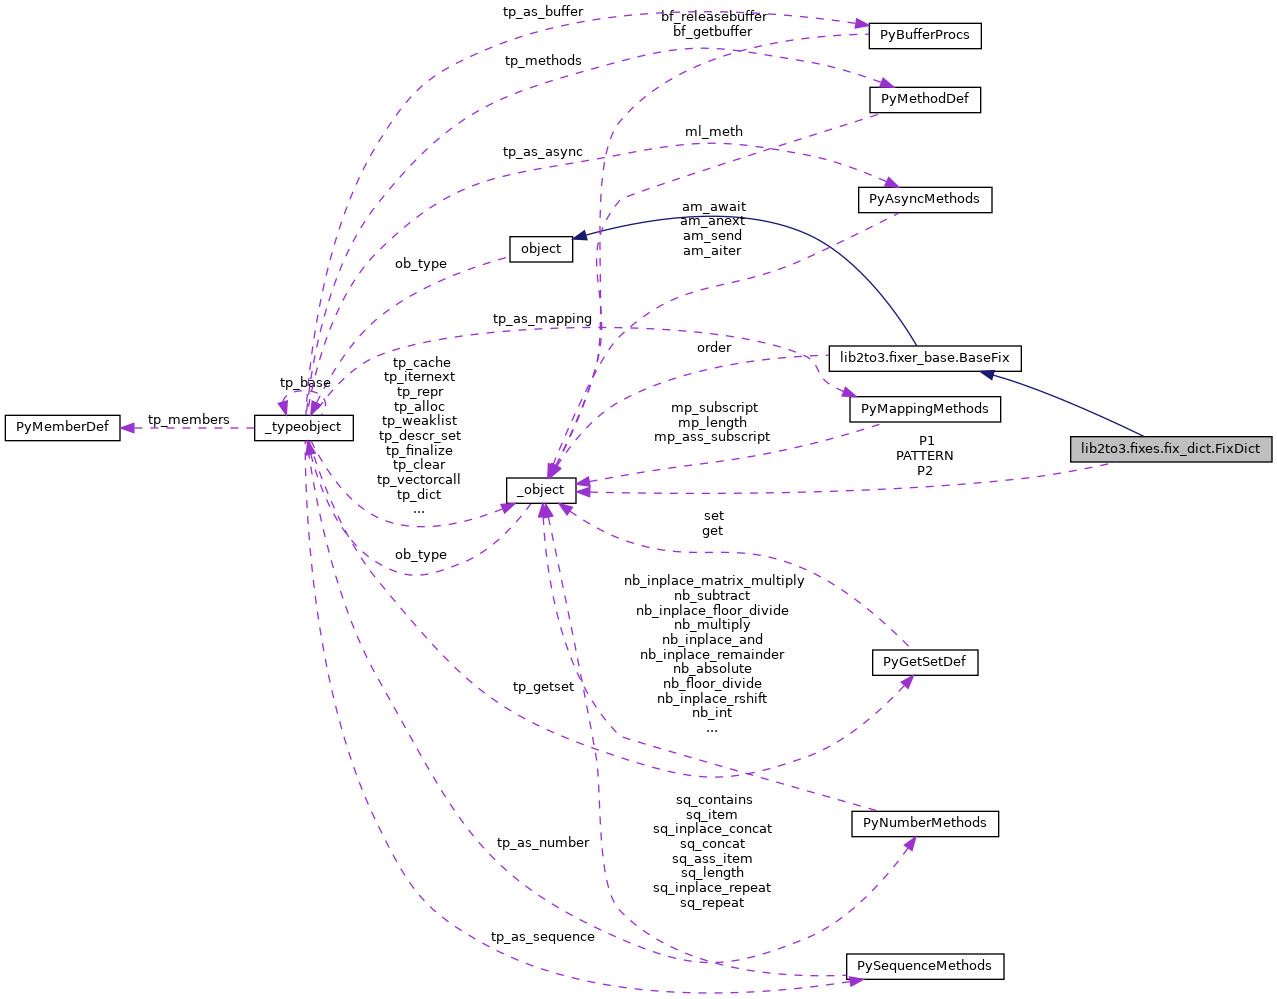 tp_as_buffer
bf_releasebuffer
bf_getbuffer
PyBufferProcs
tp_methods
PyMethodDef
ml_meth
tp_as_async
PyAsyncMethods
am_await
am_anext
am_send
am_aiter
object
ob_type
tp_as_mapping
order
lib2to3.fixer_base.BaseFix
tp_cache
tp_iternext
tp_repr
tp_alloc
tp_weaklist
tp_descr_set
tp_finalize
tp_clear
tp_vectorcall
tp_dict
...
tp_base
PyMemberDef
tp_members
_typeobject
mp_subscript
mp_length
mp_ass_subscript
PyMappingMethods
P1
PATTERN
P2
lib2to3.fixes.fix_dict.FixDict
_object
ob_type
set
get
nb_inplace_matrix_multiply
nb_subtract
nb_inplace_floor_divide
nb_multiply
nb_inplace_and
nb_inplace_remainder
nb_absolute
nb_floor_divide
nb_inplace_rshift
nb_int
...
PyGetSetDef
tp_getset
sq_contains
sq_item
sq_inplace_concat
sq_concat
sq_ass_item
sq_length
sq_inplace_repeat
sq_repeat
PyNumberMethods
tp_as_number
tp_as_sequence
PySequenceMethods